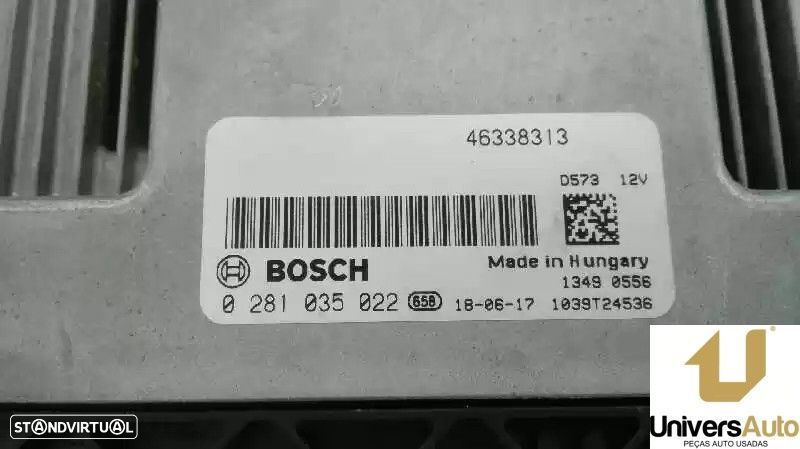 46338313
D573 12V
BOSCH
Made in Hungary
1349 0556
0 281 035 022 658 18-06-17 1039T24536
STANDVIRTUAL
UniversAuto
PEÇAS AUTO USADAS